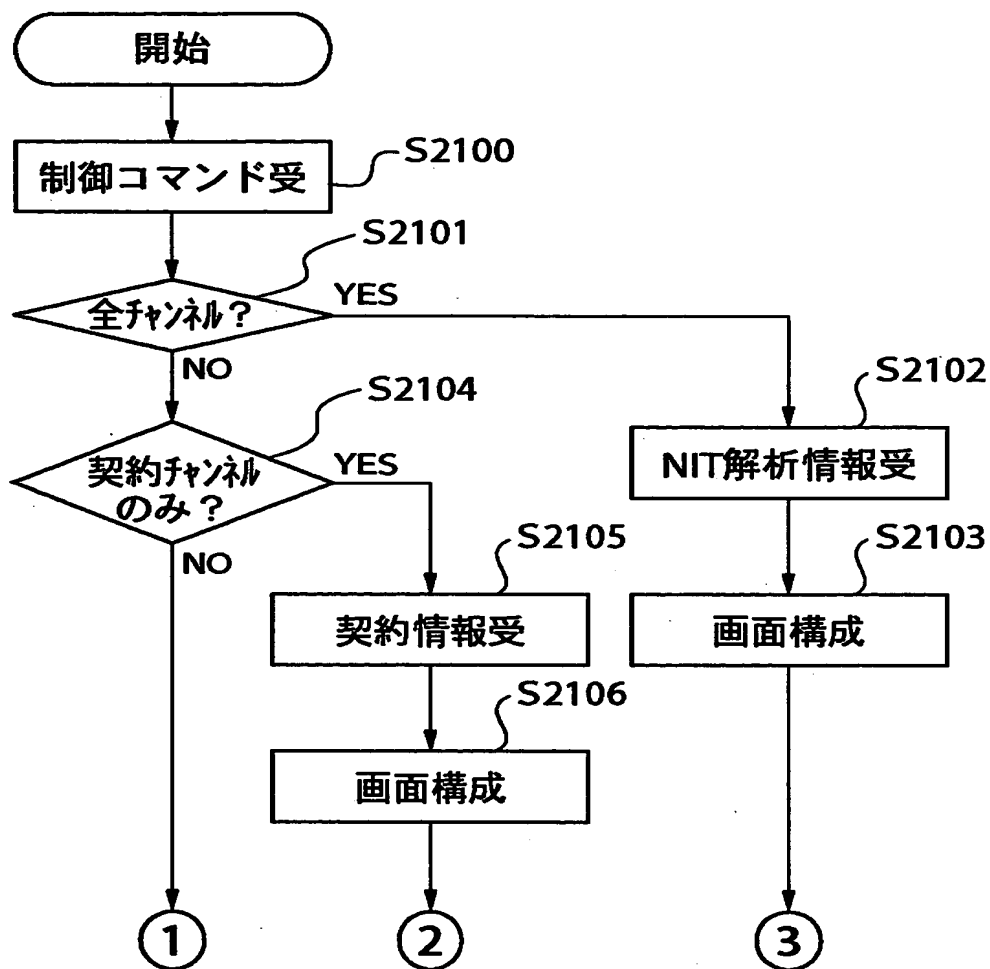 開始
制御コマンド受
S2100
S2101
全チャンネル?
YES
NO
S2104
契約チャンネル
のみ?
YES
NO
S2102
NIT解析情報受
S2105
契約情報受
S2103
画面構成
S2106
画面構成
1
2
3